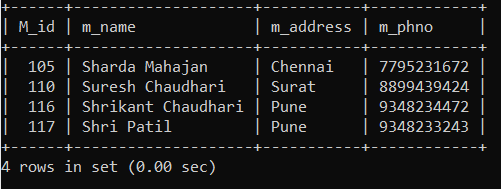 +------+--------------------+-----------+------------+
| M_id | m_name             | m_address | m_phno     |
+------+--------------------+-----------+------------+
|  105 | Sharda Mahajan     | Chennai   | 7795231672 |
|  110 | Suresh Chaudhari   | Surat     | 8899439424 |
|  116 | Shrikant Chaudhari | Pune      | 9348234472 |
|  117 | Shri Patil         | Pune      | 9348233243 |
+------+--------------------+-----------+------------+
4 rows in set (0.00 sec)